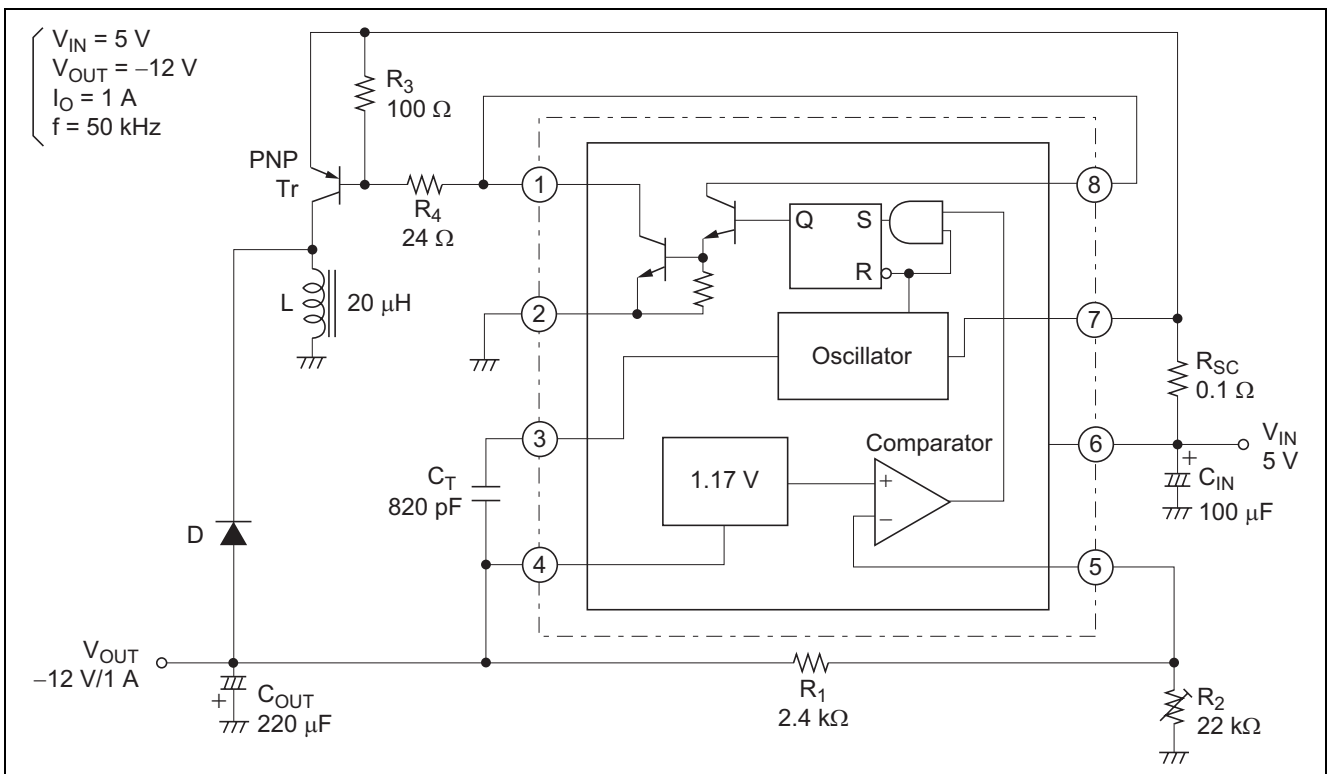 V_IN = 5 V
V_OUT = −12 V
I_O = 1 A
f = 50 kHz
R_3
100 Ω
PNP
Tr
R_4
24 Ω
1
8
Q
S
R
L
20 μH
2
7
Oscillator
R_SC
0.1 Ω
3
Comparator
6
V_IN
5 V
C_T
820 pF
1.17 V
+
−
+
C_IN
100 μF
D
4
5
V_OUT
−12 V/1 A
+
C_OUT
220 μF
R_1
2.4 kΩ
R_2
22 kΩ